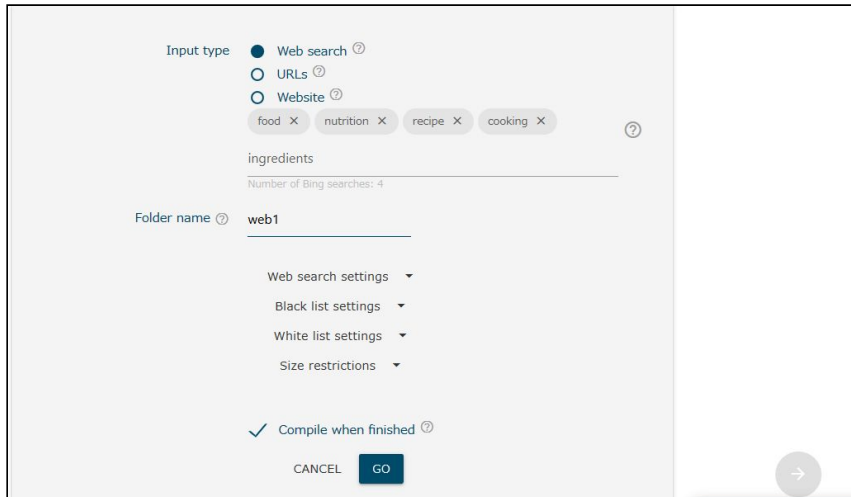 Input type Web search
URLs
Website
food × nutrition × recipe × cooking ×
ingredients
Number of Bing searches: 4
Folder name web1
Web search settings
Black list settings
White list settings
Size restrictions
Compile when finished
CANCEL GO